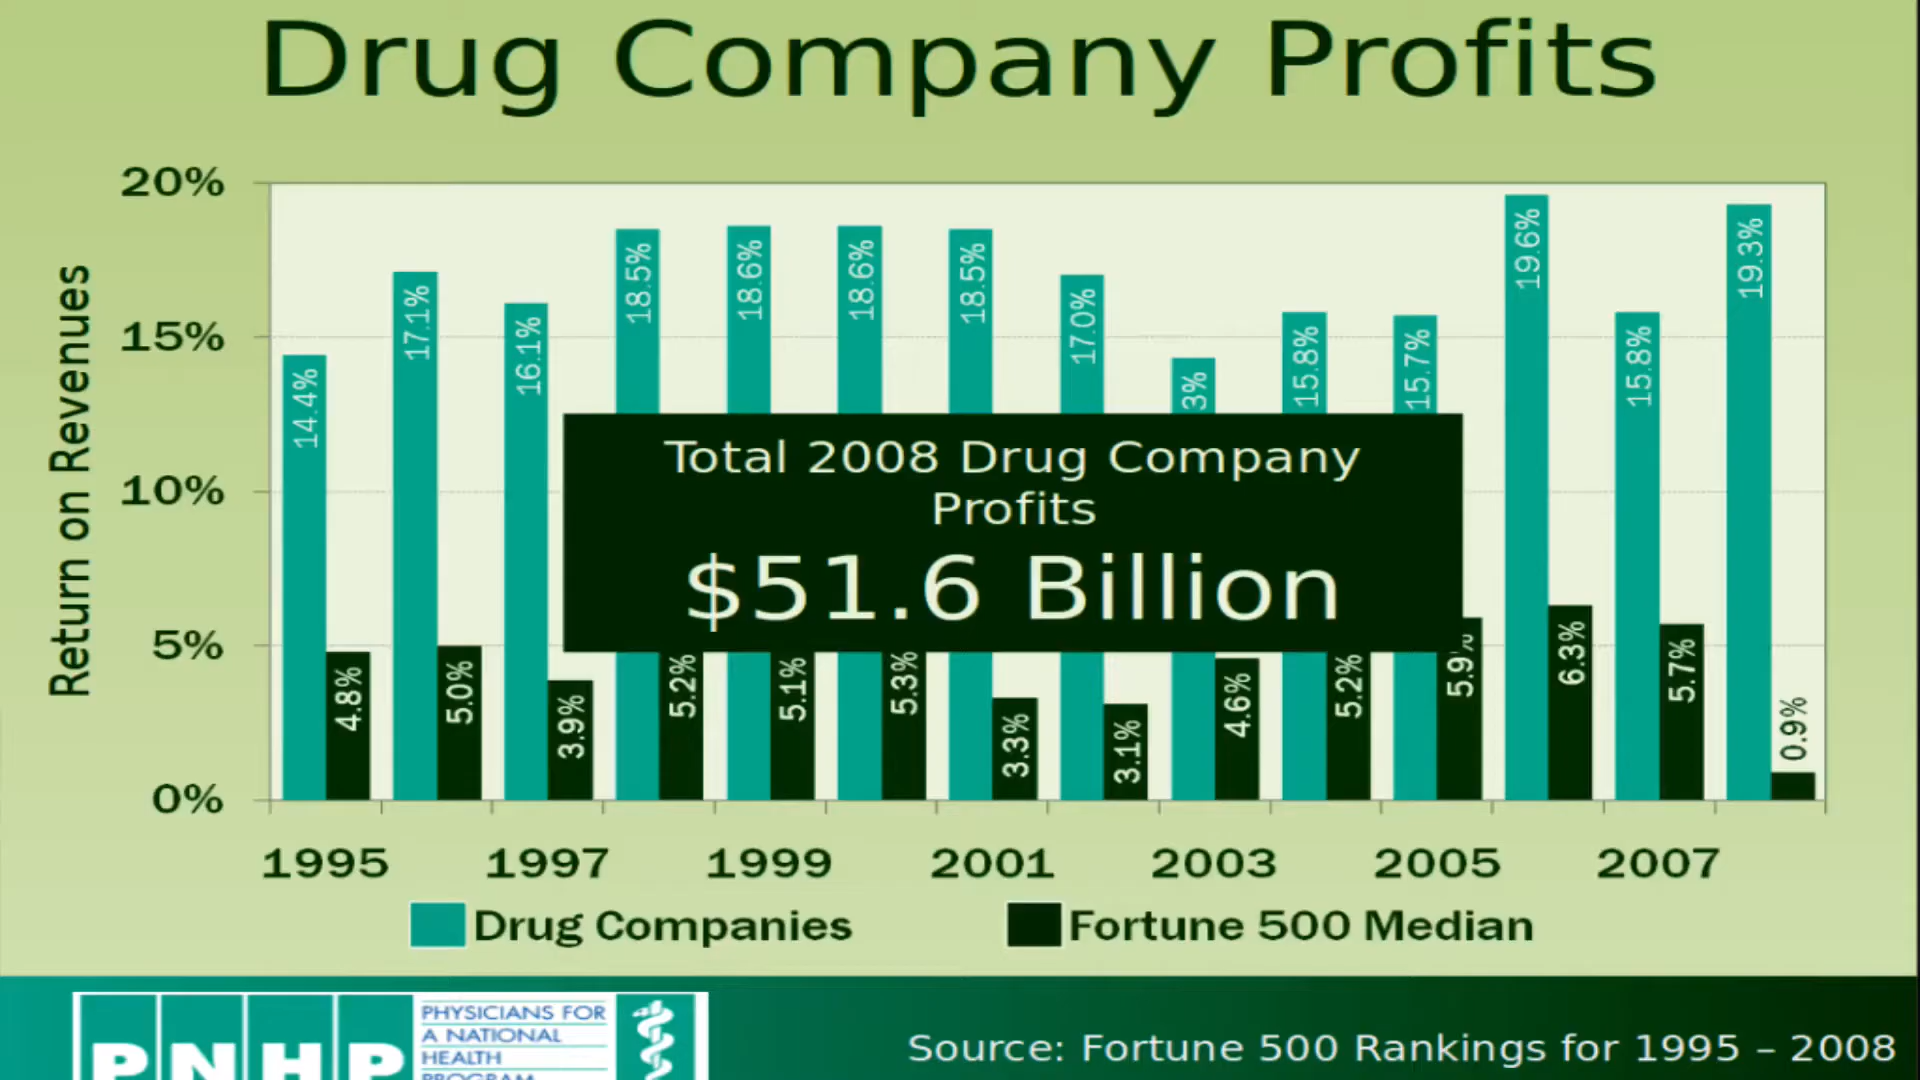 Drug Company Profits
Return on Revenues
20%
15%
10%
5%
0%
14.4%
4.8%
17.1%
5.0%
16.1%
3.9%
18.5%
5.2%
18.6%
5.1%
18.6%
5.3%
18.5%
3.3%
17.0%
3.1%
3%
4.6%
15.8%
5.2%
15.7%
5.9%
19.6%
6.3%
15.8%
5.7%
19.3%
0.9%
Total 2008 Drug Company
Profits
$51.6 Billion
1995 1997 1999 2001 2003 2005 2007
Drug Companies Fortune 500 Median
PNHP
PHYSICIANS FOR
A NATIONAL
HEALTH
PROGRAM
Source: Fortune 500 Rankings for 1995 – 2008